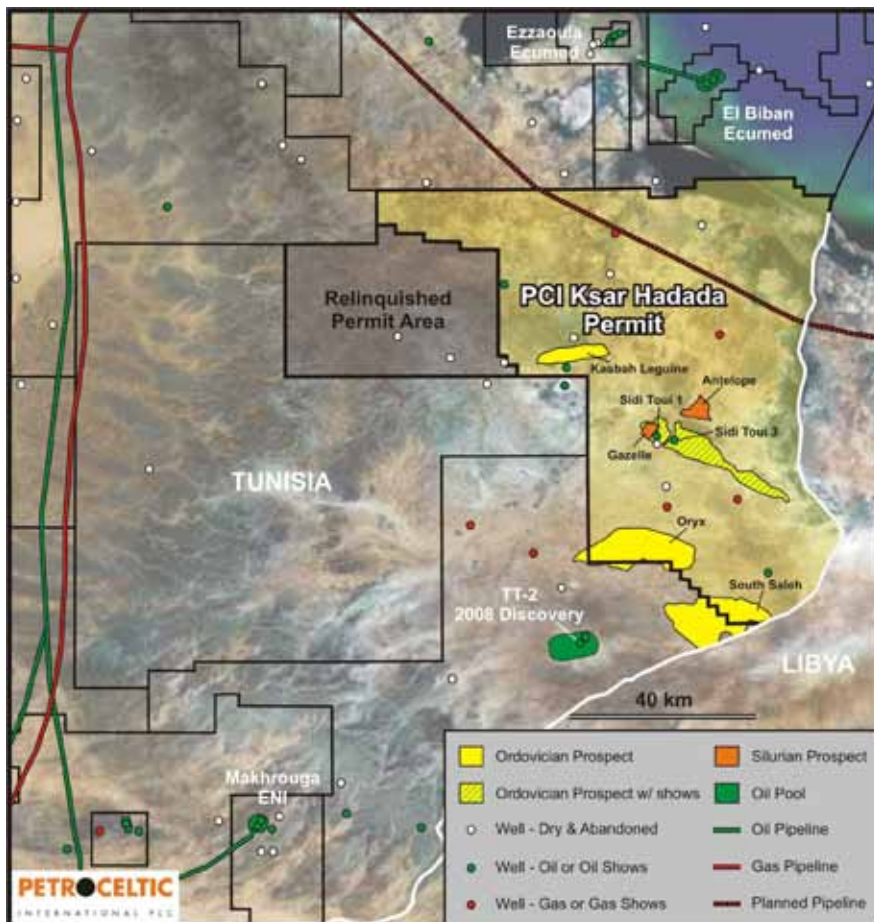 Ezzaouia
Ecumed
El Biban
Ecumed
Relinquished
Permit Area
PCI Ksar Hadada
Permit
Kasbah Leguine
Antelope
Sidi Toui 1
Sidi Toui 3
Gazelle
TUNISIA
Oryx
South Saleh
TT-2
2008 Discovery
LIBYA
40 km
Makhrouga
ENI
Ordovician Prospect
Silurian Prospect
Ordovician Prospect w/ shows
Oil Pool
Well - Dry & Abandoned
Oil Pipeline
Well - Oil or Oil Shows
Gas Pipeline
Well - Gas or Gas Shows
Planned Pipeline
PETROCELTIC
INTERNATIONAL PLC